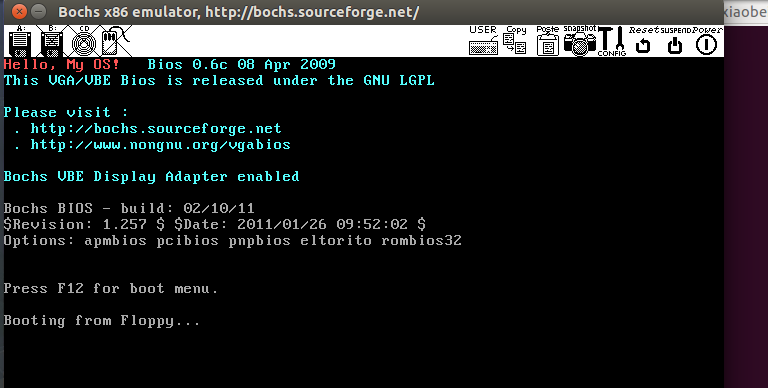 Bochs x86 emulator, http://bochs.sourceforge.net/
xiaobe
A: B: CD USER Copy Paste snapshot CONFIG Reset SUSPEND Power
Hello, My OS! Bios 0.6c 08 Apr 2009
This VGA/VBE Bios is released under the GNU LGPL
Please visit :
. http://bochs.sourceforge.net
. http://www.nongnu.org/vgabios
Bochs VBE Display Adapter enabled
Bochs BIOS - build: 02/10/11
$Revision: 1.257 $ $Date: 2011/01/26 09:52:02 $
Options: apmbios pcibios pnpbios eltorito rombios32
Press F12 for boot menu.
Booting from Floppy...